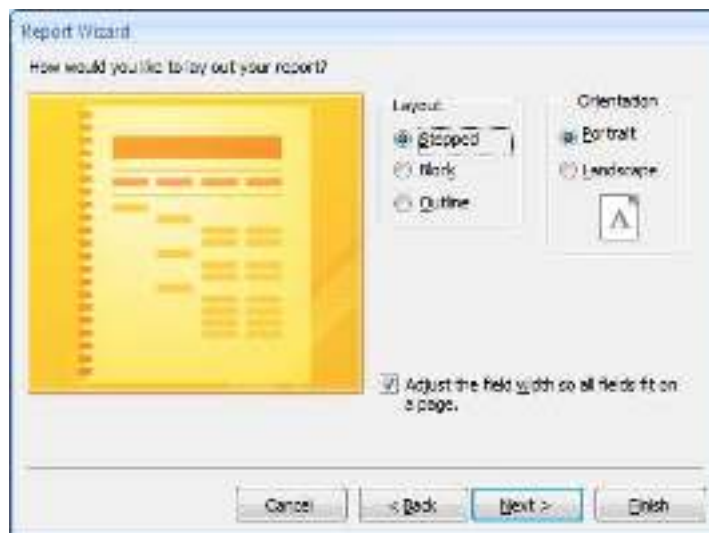 Report Wizard
How would you like to lay out your report?
Layout
Stepped
Block
Outline
Orientation
Portrait
Landscape
A
Adjust the field width so all fields fit on
a page.
Cancel
< Back
Next >
Finish